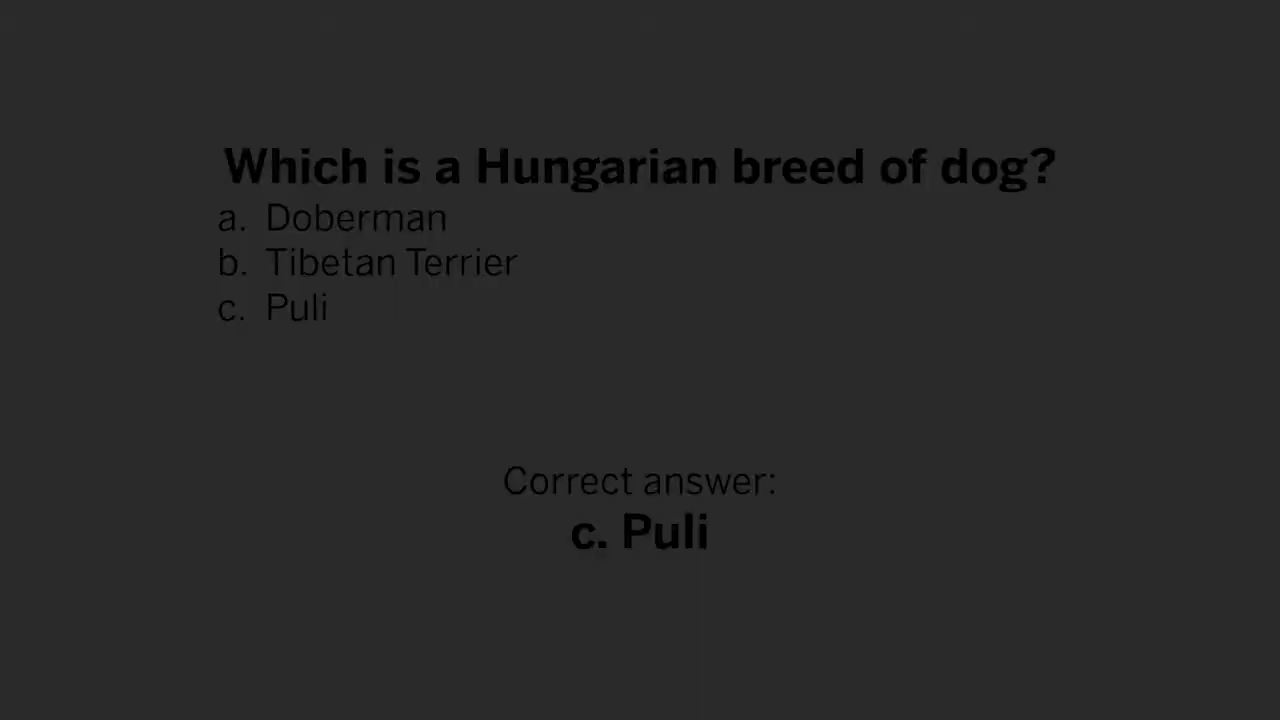 Which is a Hungarian breed of dog?
a. Doberman
b. Tibetan Terrier
c. Puli
Correct answer:
c. Puli